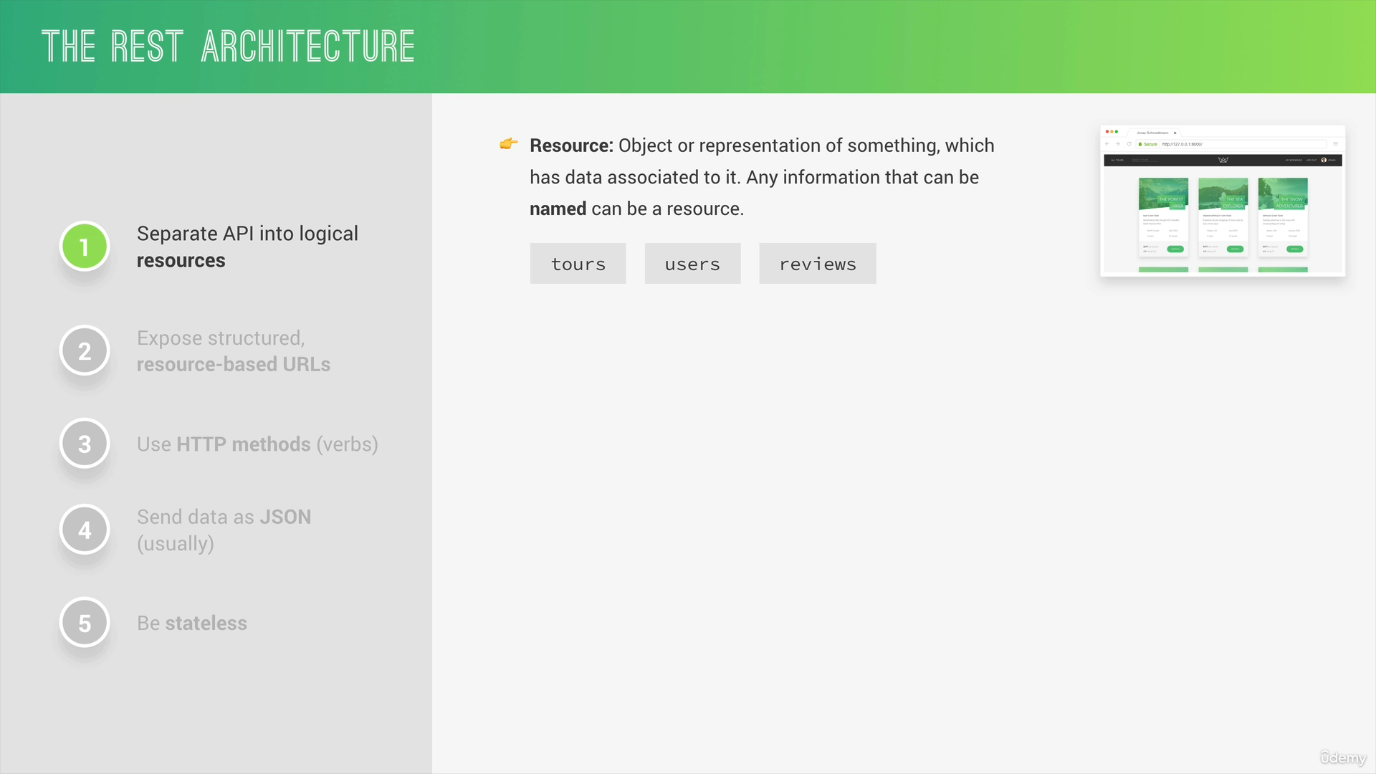 THE REST ARCHITECTURE
1
Separate API into logical
resources
2
Expose structured,
resource-based URLs
3
Use HTTP methods (verbs)
4
Send data as JSON
(usually)
5
Be stateless
Resource: Object or representation of something, which
has data associated to it. Any information that can be
named can be a resource.
tours
users
reviews
ûdemy